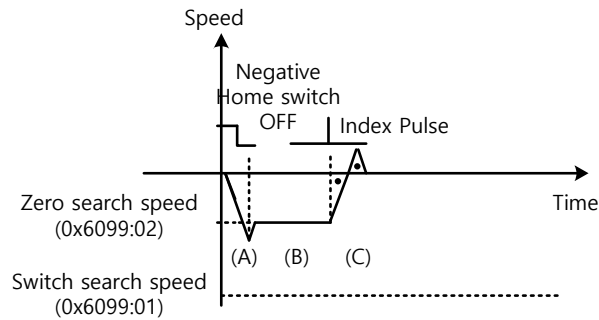 Speed
Negative
Home switch
OFF
Index Pulse
Time
Zero search speed
(0x6099:02)
(A)
(B)
(C)
Switch search speed
(0x6099:01)